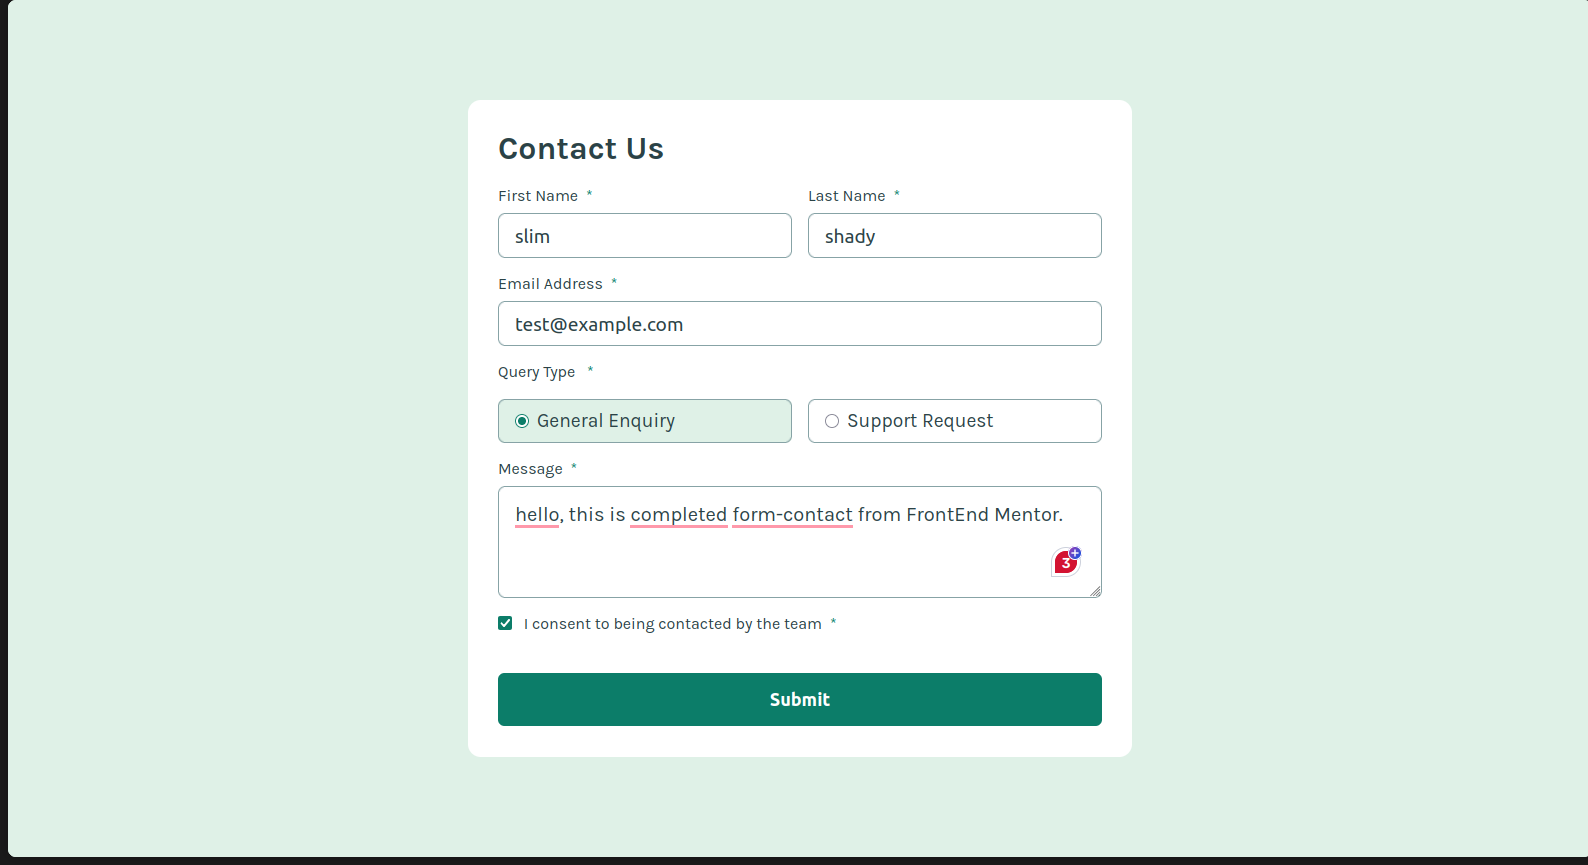 Contact Us
First Name *
Last Name *
slim
shady
Email Address *
test@example.com
Query Type *
General Enquiry
Support Request
Message *
hello, this is completed form-contact from FrontEnd Mentor.
3
I consent to being contacted by the team *
Submit